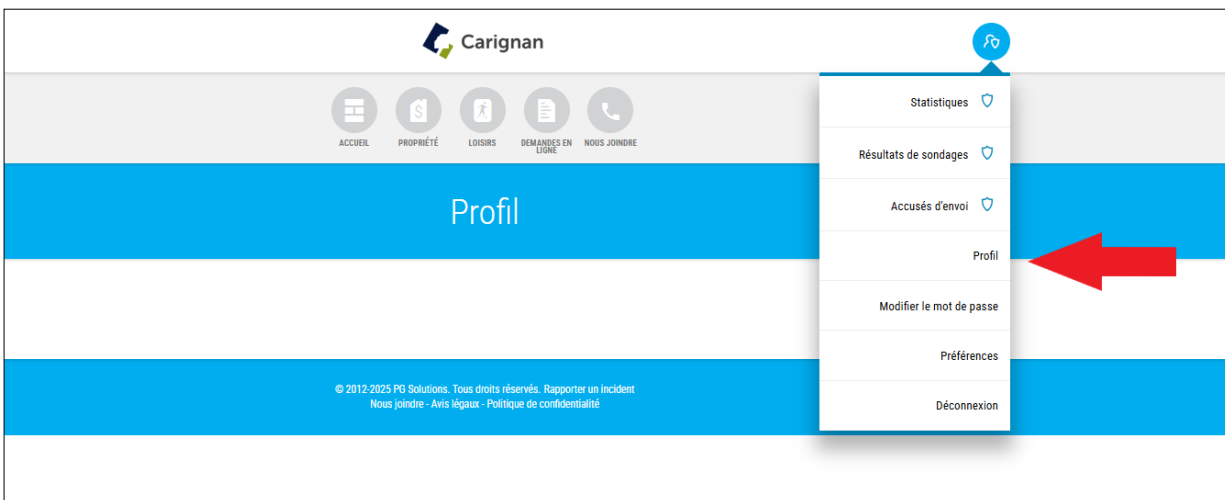 Carignan
ACCUEIL
PROPRIÉTÉ
LOISIRS
DEMANDES EN
LIGNE
NOUS JOINDRE
Profil
Statistiques
Résultats de sondages
Accusés d'envoi
Profil
Modifier le mot de passe
Préférences
Déconnexion
© 2012-2025 PG Solutions. Tous droits réservés. Rapporter un incident
Nous joindre - Avis légaux - Politique de confidentialité